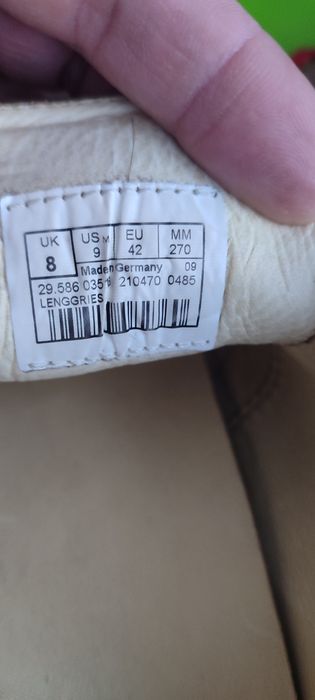 UK US M EU MM
8 9 42 270
Made in Germany 09
29.586 035 210470 0485
LENGGRIES